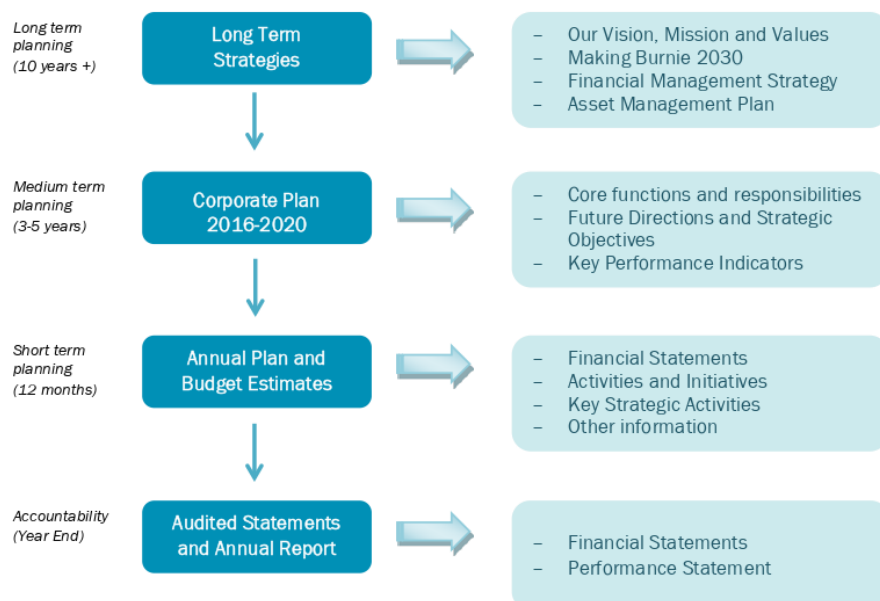 Long term
planning
(10 years +)
Long Term
Strategies
– Our Vision, Mission and Values
– Making Burnie 2030
– Financial Management Strategy
– Asset Management Plan
Medium term
planning
(3-5 years)
Corporate Plan
2016-2020
– Core functions and responsibilities
– Future Directions and Strategic
Objectives
– Key Performance Indicators
Short term
planning
(12 months)
Annual Plan and
Budget Estimates
– Financial Statements
– Activities and Initiatives
– Key Strategic Activities
– Other information
Accountability
(Year End)
Audited Statements
and Annual Report
– Financial Statements
– Performance Statement